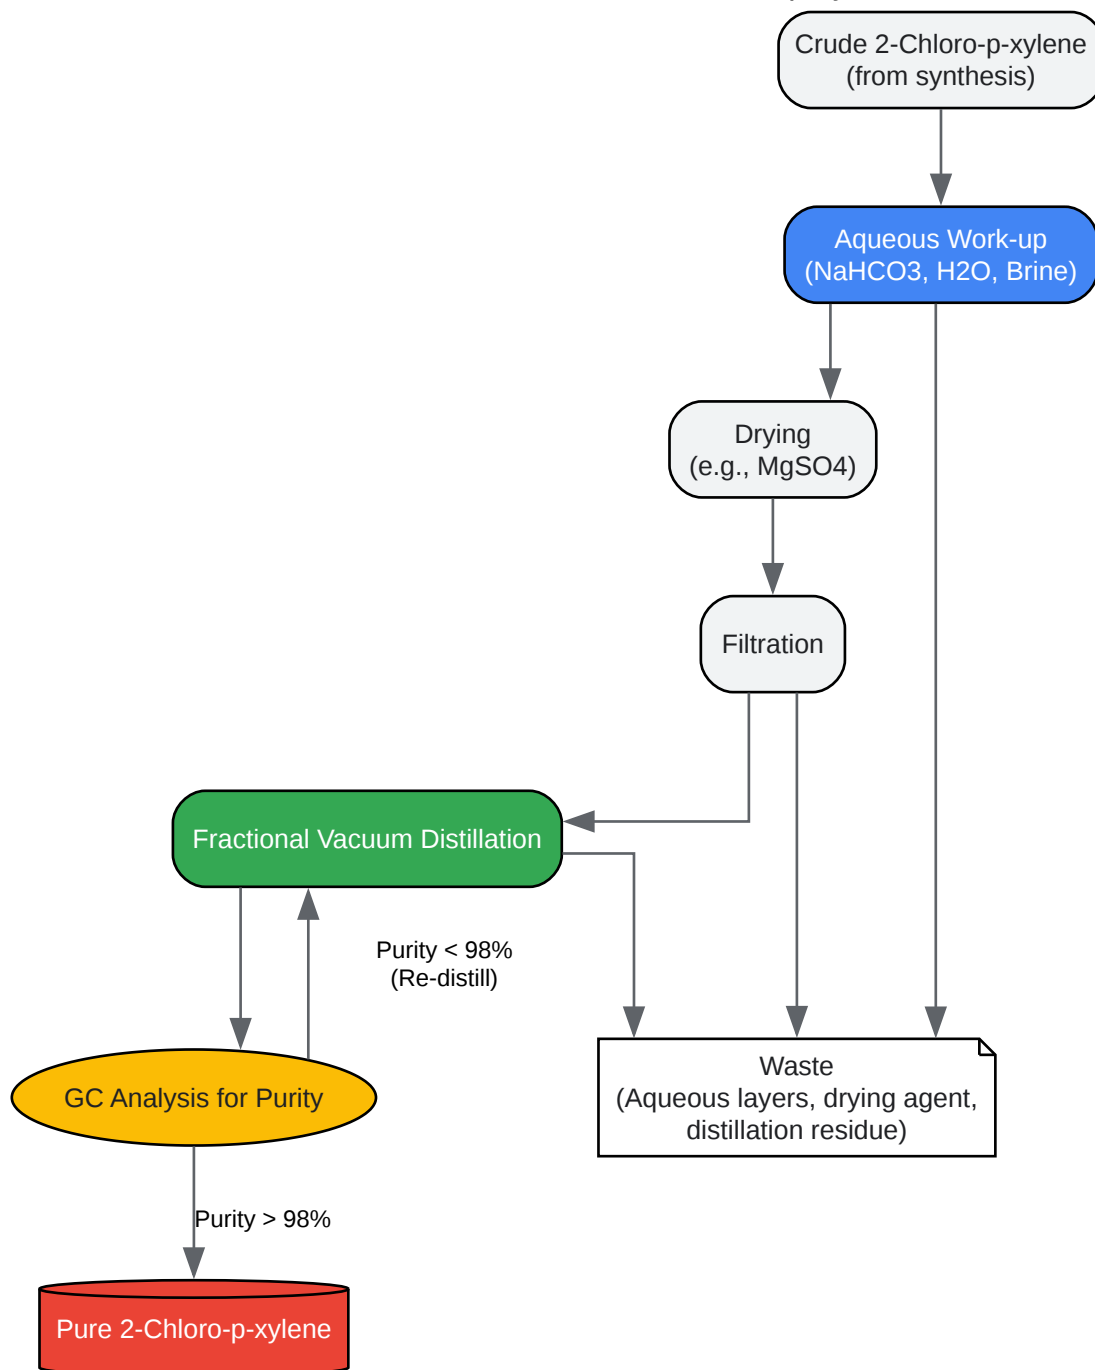 Crude 2-Chloro-p-xylene
(from synthesis)
Aqueous Work-up
(NaHCO3, H2O, Brine)
Drying
(e.g., MgSO4)
Filtration
Fractional Vacuum Distillation
Purity < 98%
(Re-distill)
Waste
(Aqueous layers, drying agent,
distillation residue)
GC Analysis for Purity
Purity > 98%
Pure 2-Chloro-p-xylene